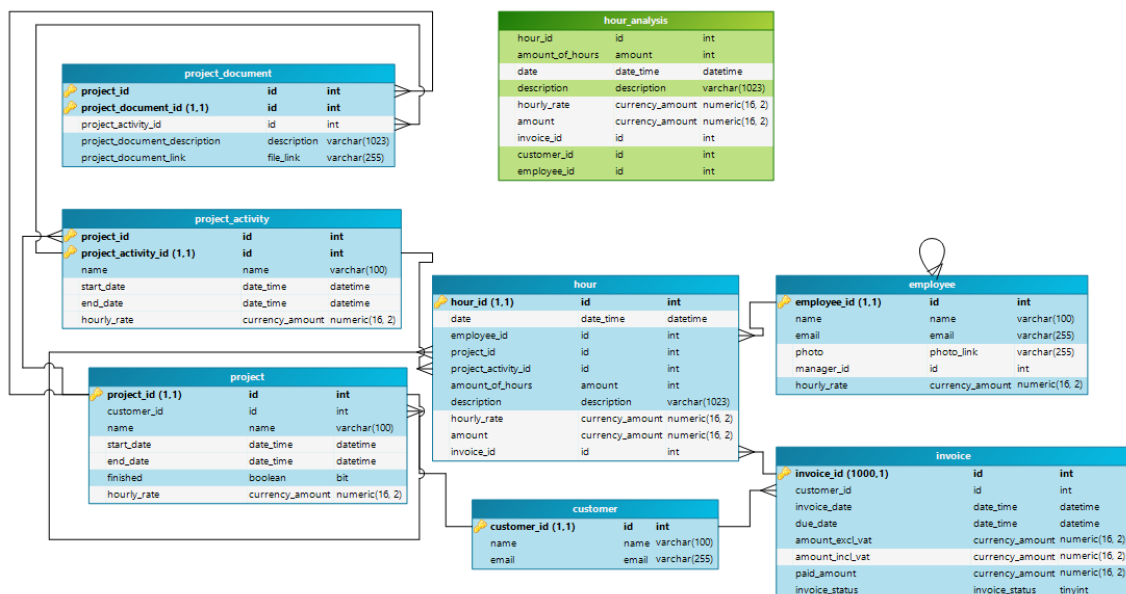 hour_analysis
hour_id id int
amount_of_hours amount int
date date_time datetime
description description varchar(1023)
hourly_rate currency_amount numeric(16, 2)
amount currency_amount numeric(16, 2)
invoice_id id int
customer_id id int
employee_id id int
project_document
project_id id int
project_document_id (1,1) id int
project_activity_id id int
project_document_description description varchar(1023)
project_document_link file_link varchar(255)
project_activity
project_id id int
project_activity_id (1,1) id int
name name varchar(100)
start_date date_time datetime
end_date date_time datetime
hourly_rate currency_amount numeric(16, 2)
hour
hour_id (1,1) id int
date date_time datetime
employee_id id int
project_id id int
project_activity_id id int
amount_of_hours amount int
description description varchar(1023)
hourly_rate currency_amount numeric(16, 2)
amount currency_amount numeric(16, 2)
invoice_id id int
employee
employee_id (1,1) id int
name name varchar(100)
email email varchar(255)
photo photo_link varchar(255)
manager_id id int
hourly_rate currency_amount numeric(16, 2)
project
project_id (1,1) id int
customer_id id int
name name varchar(100)
start_date date_time datetime
end_date date_time datetime
finished boolean bit
hourly_rate currency_amount numeric(16, 2)
customer
customer_id (1,1) id int
name name varchar(100)
email email varchar(255)
invoice
invoice_id (1000,1) id int
customer_id id int
invoice_date date_time datetime
due_date date_time datetime
amount_excl_vat currency_amount numeric(16, 2)
amount_incl_vat currency_amount numeric(16, 2)
paid_amount currency_amount numeric(16, 2)
invoice_status invoice_status tinyint